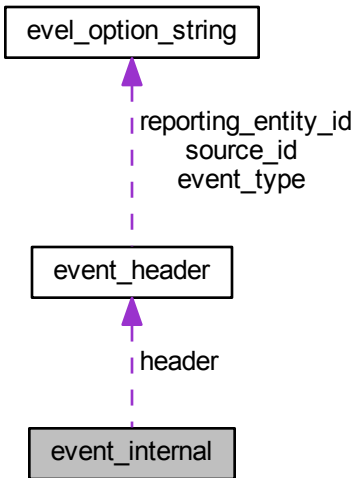 evel_option_string
reporting_entity_id
source_id
event_type
event_header
header
event_internal